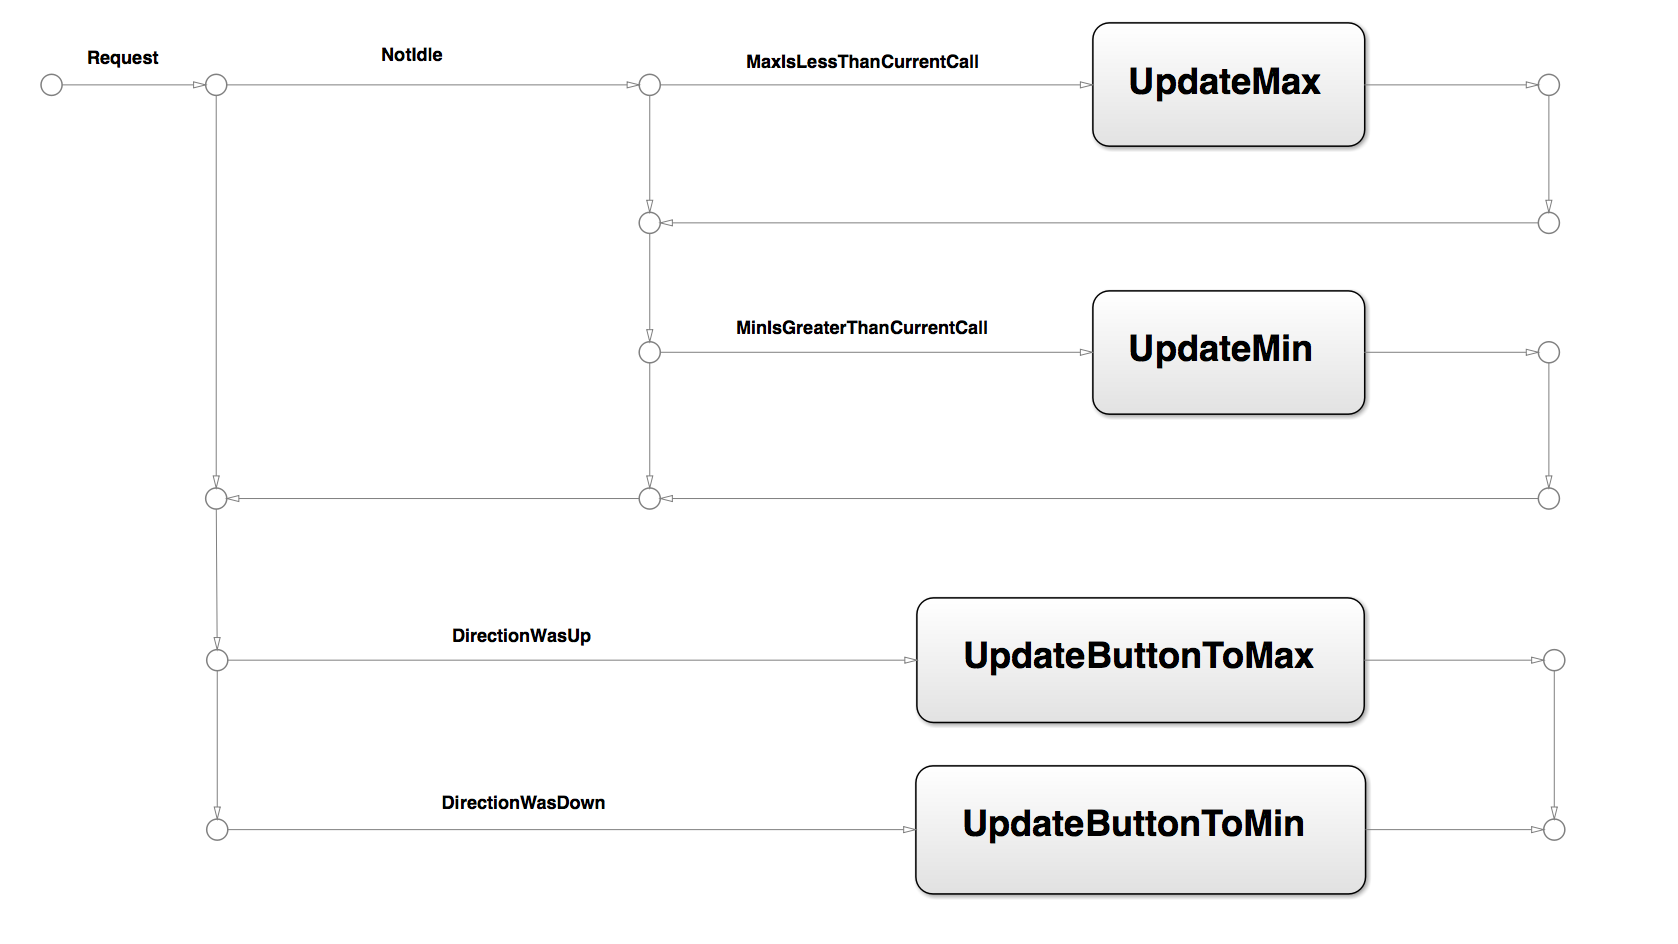 Request
NotIdle
MaxIsLessThanCurrentCall
UpdateMax
MinIsGreaterThanCurrentCall
UpdateMin
DirectionWasUp
UpdateButtonToMax
DirectionWasDown
UpdateButtonToMin